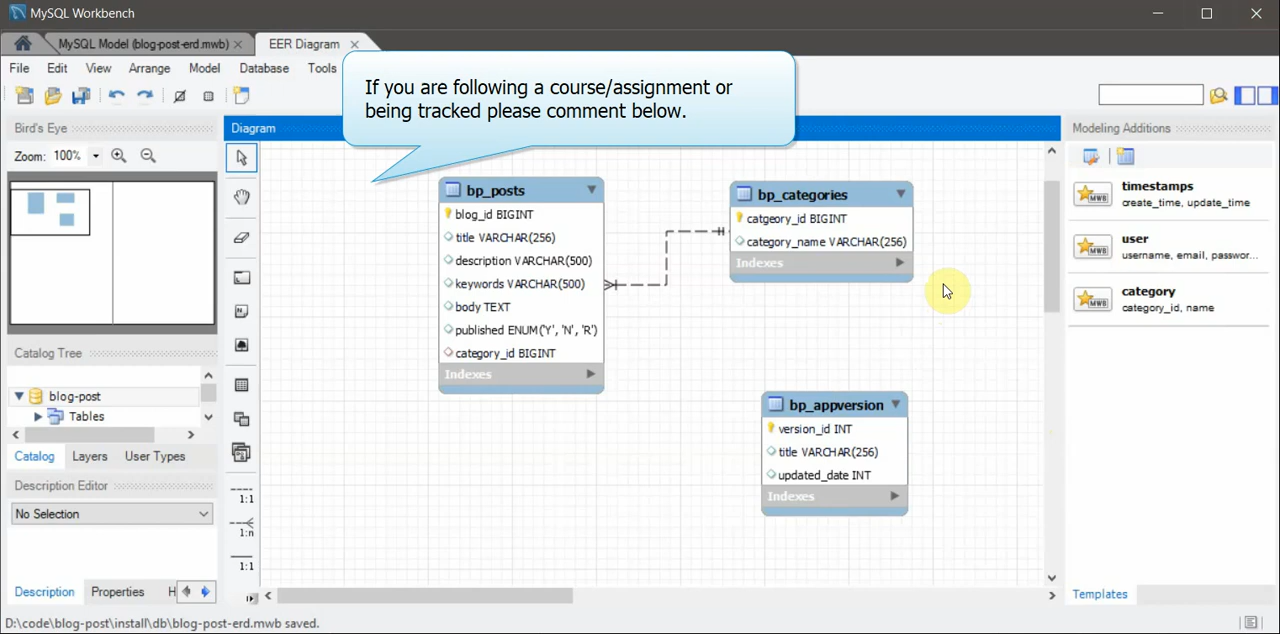 MySQL Workbench
MySQL Model (blog-post-erd.mwb) ×
EER Diagram ×
File Edit View Arrange Model Database Tools
If you are following a course/assignment or
being tracked please comment below.
Bird's Eye
Zoom: 100%
Catalog Tree
blog-post
Tables
Catalog Layers User Types
Description Editor
No Selection
Description Properties H
Diagram
1:1
1:n
1:1
bp_posts
blog_id BIGINT
title VARCHAR(256)
description VARCHAR(500)
keywords VARCHAR(500)
body TEXT
published ENUM('Y', 'N', 'R')
category_id BIGINT
Indexes
bp_categories
catgeory_id BIGINT
category_name VARCHAR(256)
Indexes
bp_appversion
version_id INT
title VARCHAR(256)
updated_date INT
Indexes
Modeling Additions
timestamps
create_time, update_time
user
username, email, passwor...
category
category_id, name
Templates
D:\code\blog-post\install\db\blog-post-erd.mwb saved.